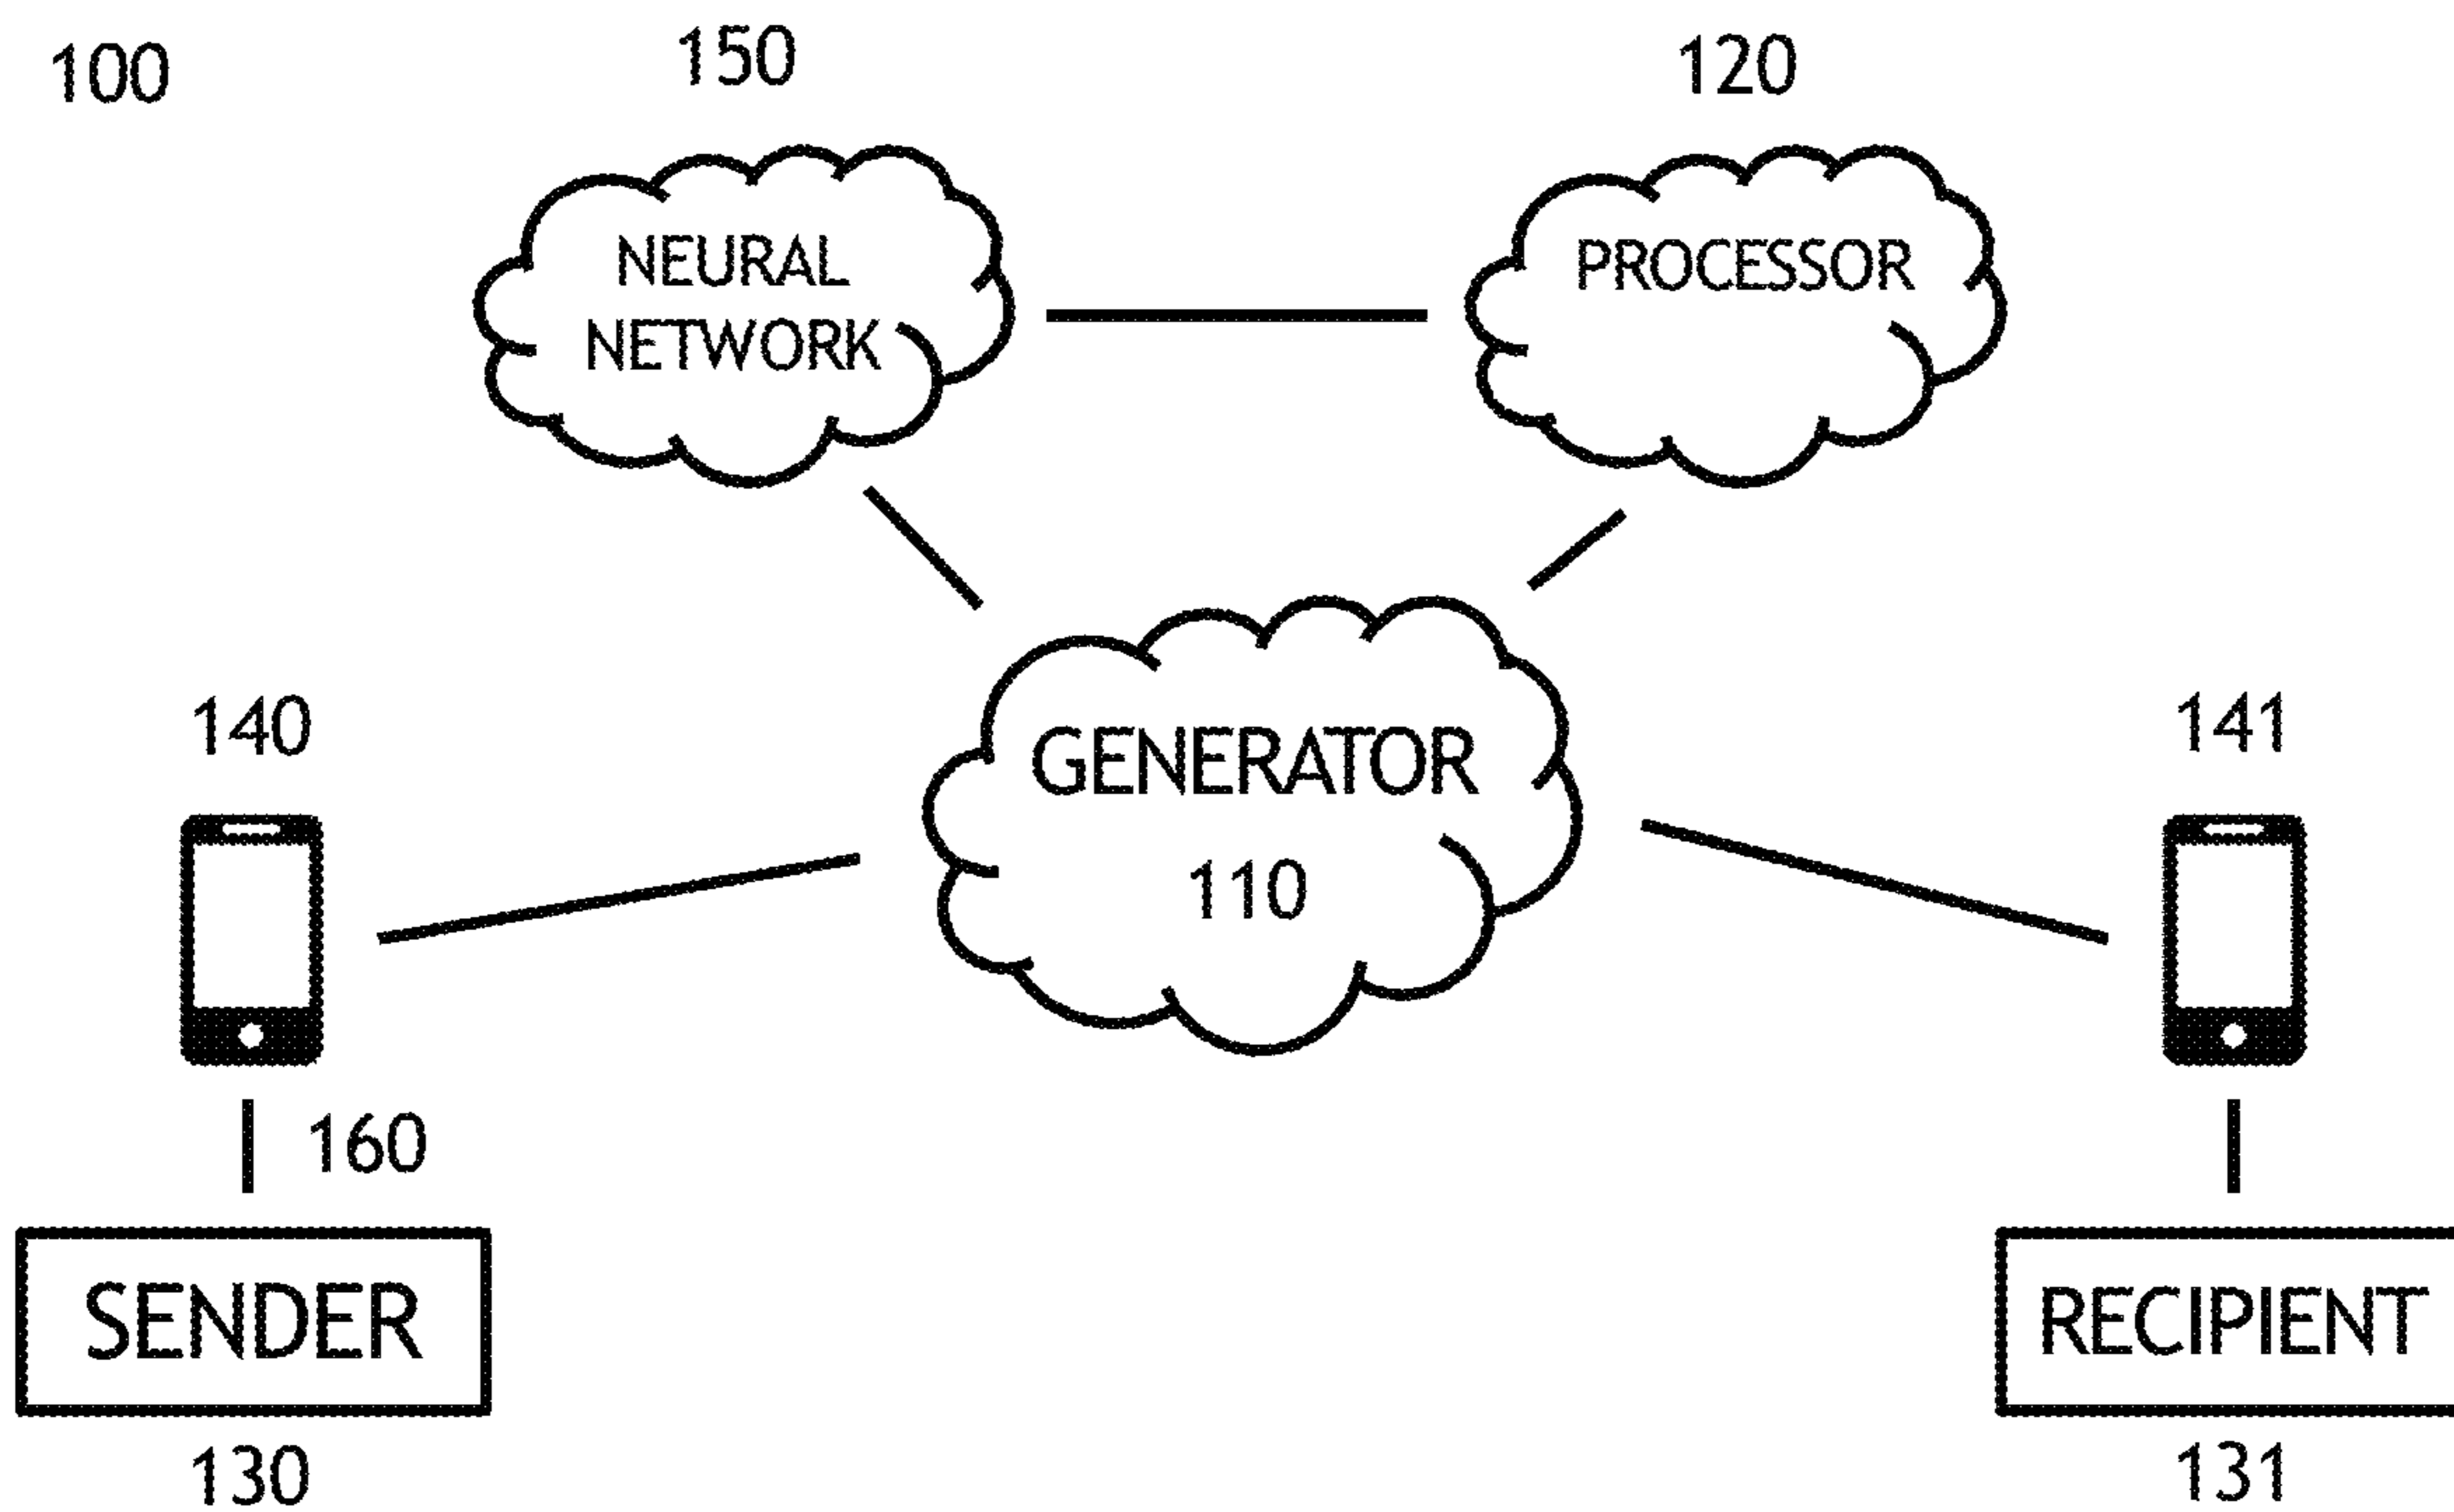 100
150
120
NEURAL
NETWORK
PROCESSOR
140
GENERATOR
110
141
160
SENDER
RECIPIENT
130
131